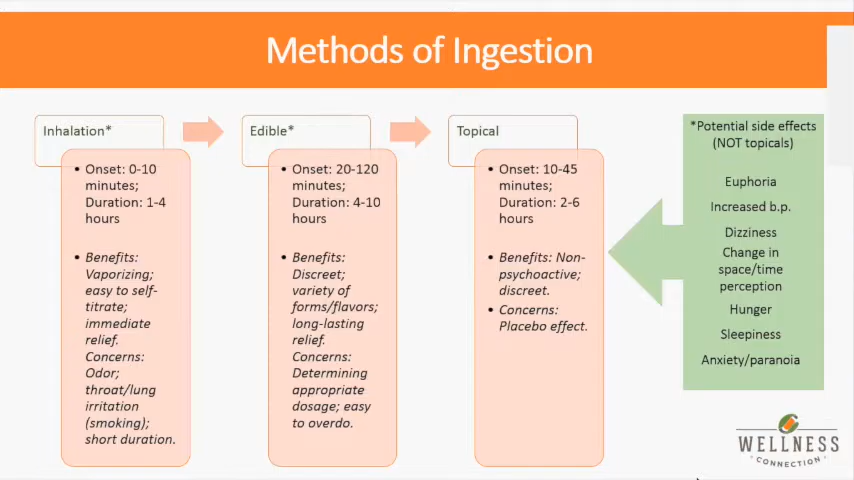 Methods of Ingestion
Inhalation*
• Onset: 0-10
minutes;
Duration: 1-4
hours
• Benefits:
Vaporizing;
easy to self-
titrate;
immediate
relief.
Concerns:
Odor;
throat/lung
irritation
(smoking);
short duration.
Edible*
• Onset: 20-120
minutes;
Duration: 4-10
hours
• Benefits:
Discreet;
variety of
forms/flavors;
long-lasting
relief.
Concerns:
Determining
appropriate
dosage; easy
to overdo.
Topical
• Onset: 10-45
minutes;
Duration: 2-6
hours
• Benefits: Non-
psychoactive;
discreet.
• Concerns:
Placebo effect.
*Potential side effects
(NOT topicals)
Euphoria
Increased b.p.
Dizziness
Change in
space/time
perception
Hunger
Sleepiness
Anxiety/paranoia
WELLNESS
CONNECTION